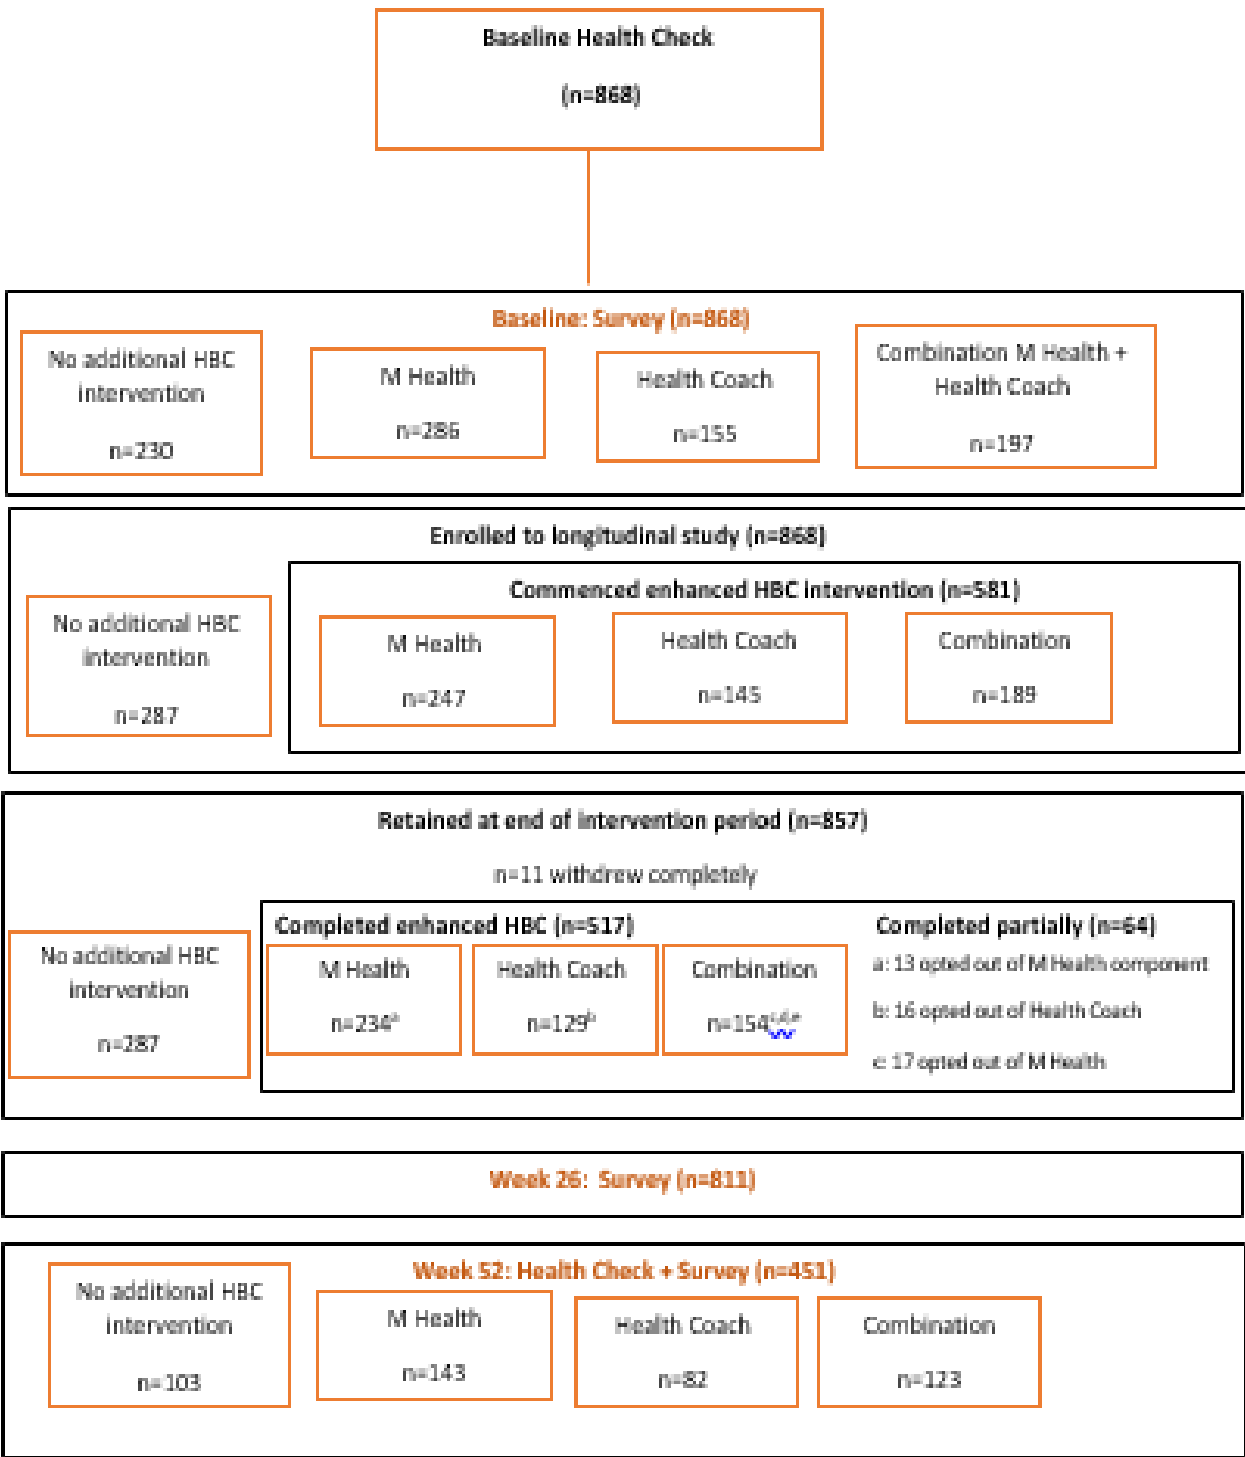 Baseline Health Check
(n=868)
Baseline: Survey (n=868)
No additional HBC
intervention
n=230
M Health
n=286
Health Coach
n=155
Combination M Health +
Health Coach
n=197
Enrolled to longitudinal study (n=868)
No additional HBC
intervention
n=287
Commenced enhanced HBC intervention (n=581)
M Health
n=247
Health Coach
n=145
Combination
n=189
Retained at end of intervention period (n=857)
n=11 withdrew completely
No additional HBC
intervention
n=287
Completed enhanced HBC (n=517)
M Health
n=234a
Health Coach
n=129b
Combination
n=154c,d,e
Completed partially (n=64)
a: 13 opted out of M Health component
b: 16 opted out of Health Coach
c: 17 opted out of M Health
Week 26: Survey (n=811)
Week 52: Health Check + Survey (n=451)
No additional HBC
intervention
n=103
M Health
n=143
Health Coach
n=82
Combination
n=123